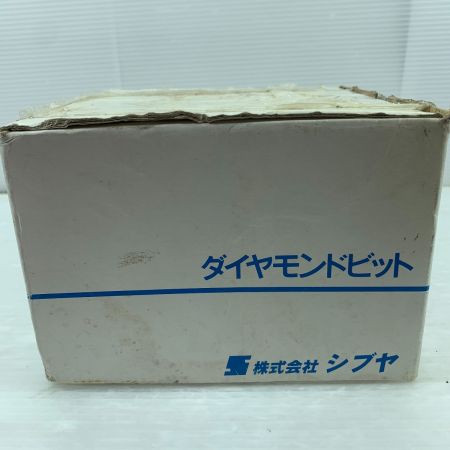 ダイヤモンドビット
株式会社 シブヤ